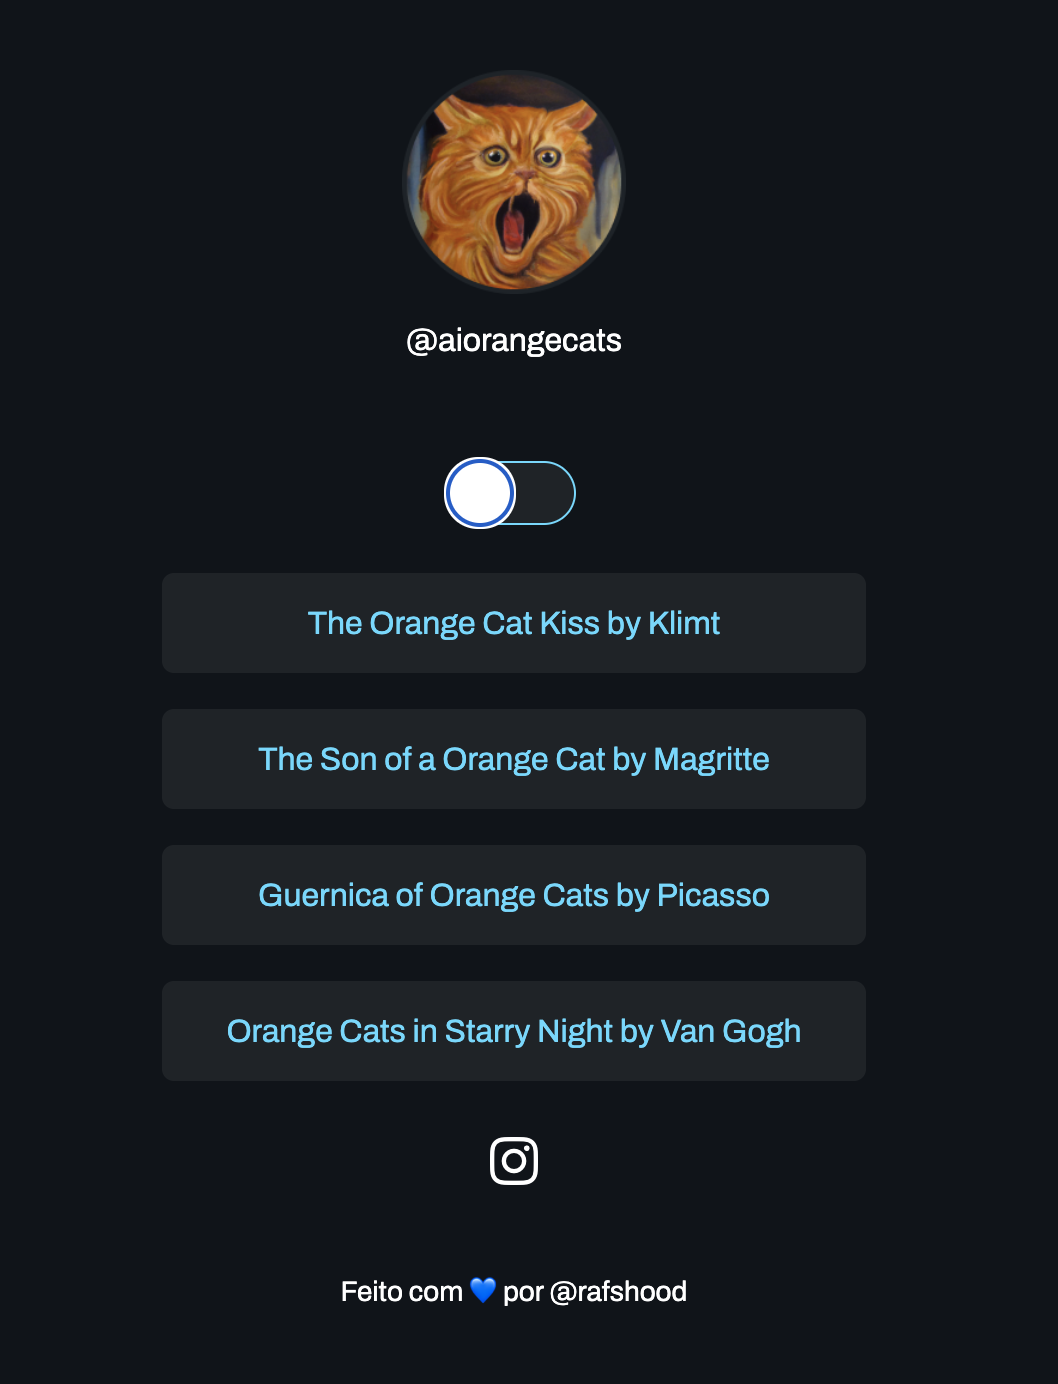 @aiorangecats
The Orange Cat Kiss by Klimt
The Son of a Orange Cat by Magritte
Guernica of Orange Cats by Picasso
Orange Cats in Starry Night by Van Gogh
Feito com 💙 por @rafshood